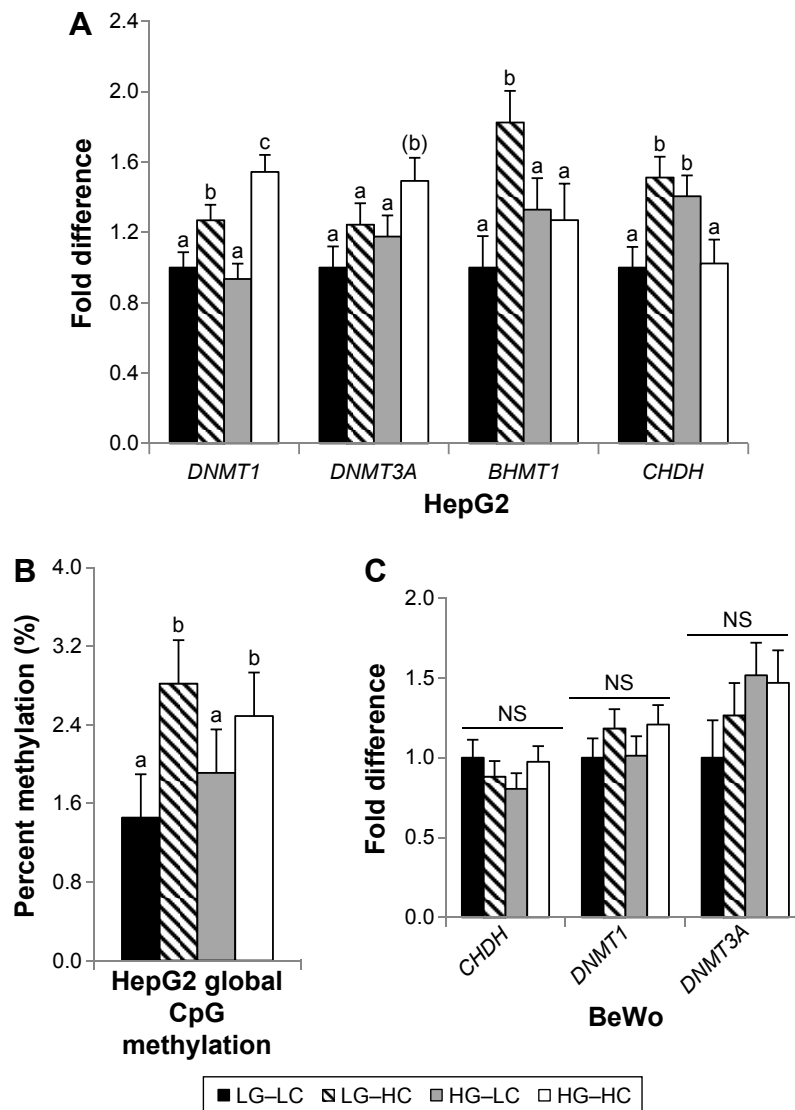 A
Fold difference
2.4
2.0
1.6
1.2
0.8
0.4
0.0
a b a c
a a a (b)
a b a a
a b b a
DNMT1 DNMT3A BHMT1 CHDH
HepG2
B
Percent methylation (%)
4.0
3.2
2.4
1.6
0.8
0.0
a b a b
HepG2 global
CpG
methylation
C
Fold difference
2.0
1.5
1.0
0.5
0.0
NS NS NS
CHDH DNMT1 DNMT3A
BeWo
LG–LC LG–HC HG–LC HG–HC